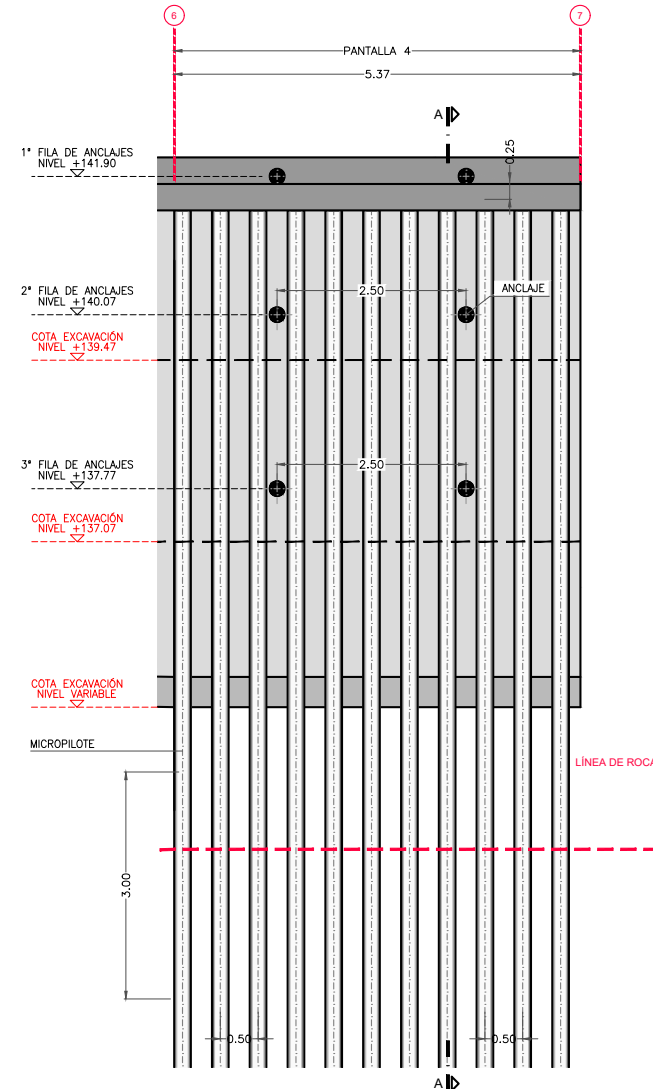 6
7
PANTALLA 4
5.37
A
0.25
1ª FILA DE ANCLAJES
NIVEL +141.90
2ª FILA DE ANCLAJES
NIVEL +140.07
2.50
ANCLAJE
COTA EXCAVACIÓN
NIVEL +139.47
3ª FILA DE ANCLAJES
NIVEL +137.77
2.50
COTA EXCAVACIÓN
NIVEL +137.07
COTA EXCAVACIÓN
NIVEL VARIABLE
MICROPILOTE
LÍNEA DE ROCA
3.00
0.50
0.50
A